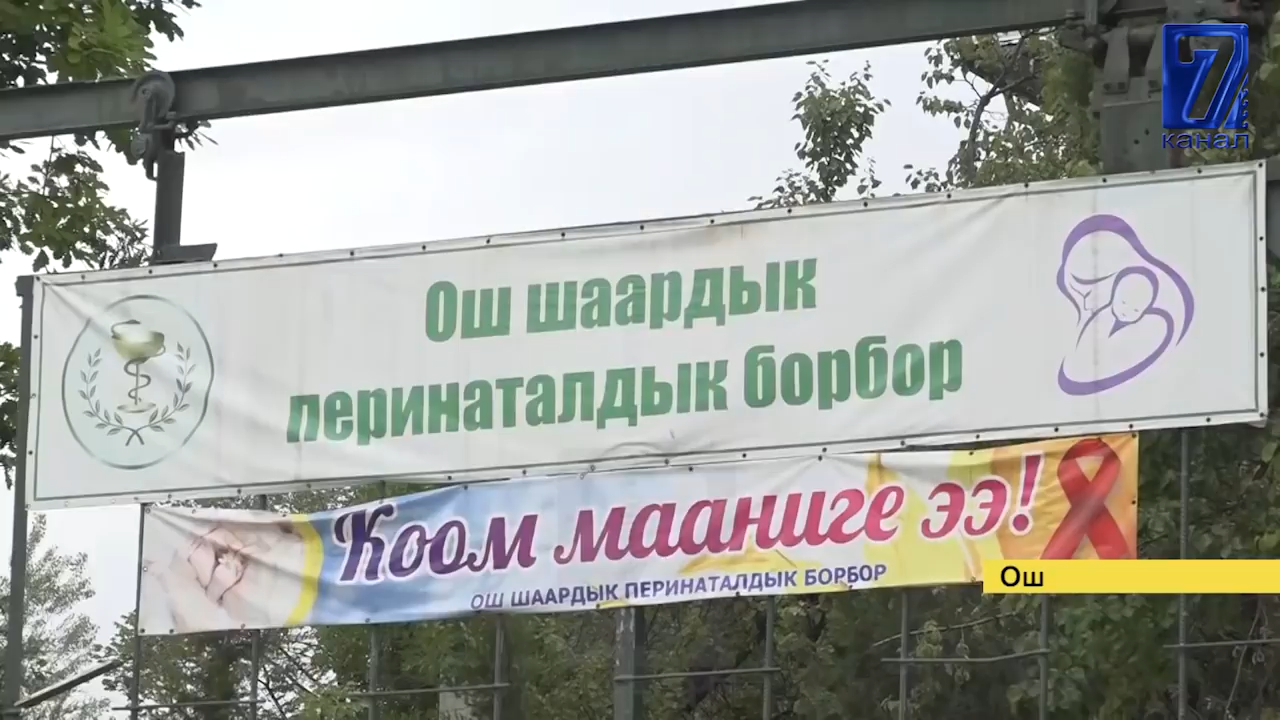 7
канал
Ош шаардык
перинаталдык борбор
Коом мааниге ээ!
ОШ ШААРДЫК ПЕРИНАТАЛДЫК БОРБОР
Ош